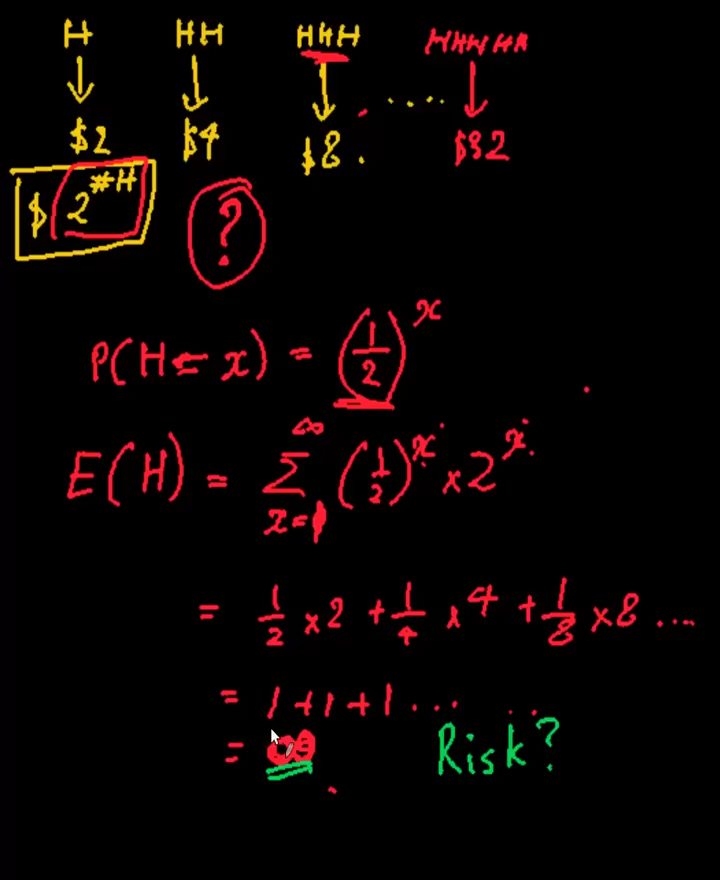 H HH HHH HHHHH
↓ ↓ ↓ ..... ↓
$2 $4 $8. $32
$ 2^#H ?
P(H = x) = (1/2)^x
E(H) = ∑_{x=1}^{∞} (1/2)^x × 2^x
= 1/2 × 2 + 1/4 × 4 + 1/8 × 8 ....
= 1 + 1 + 1 ... ..
= ∞ Risk?